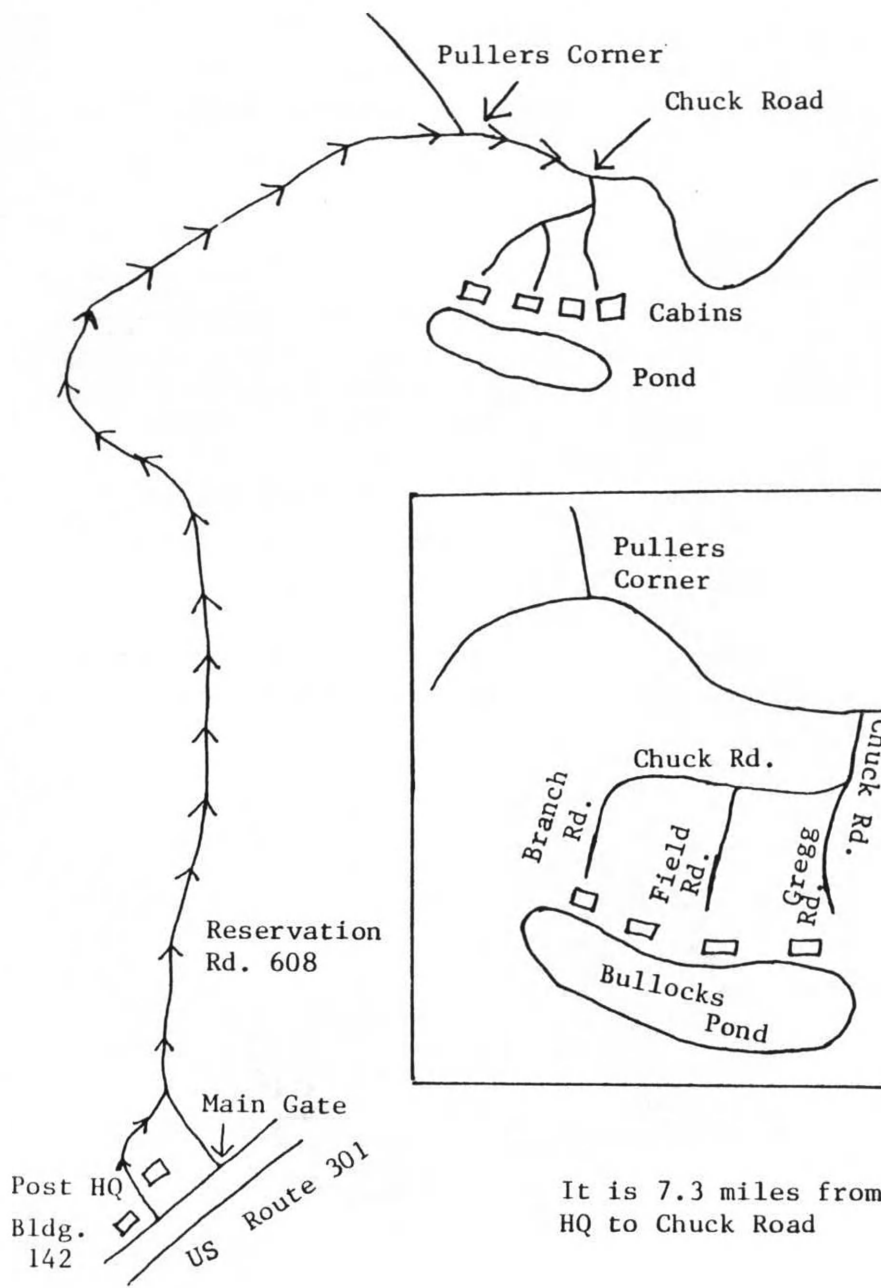 Pullers Corner
Chuck Road
Cabins
Pond
Pullers
Corner
Chuck Rd.
Chuck Rd.
Branch
Rd.
Field
Rd.
Gregg
Rd.
Bullocks
Pond
Reservation
Rd. 608
Main Gate
Post HQ
Bldg.
142
US Route 301
It is 7.3 miles from
HQ to Chuck Road